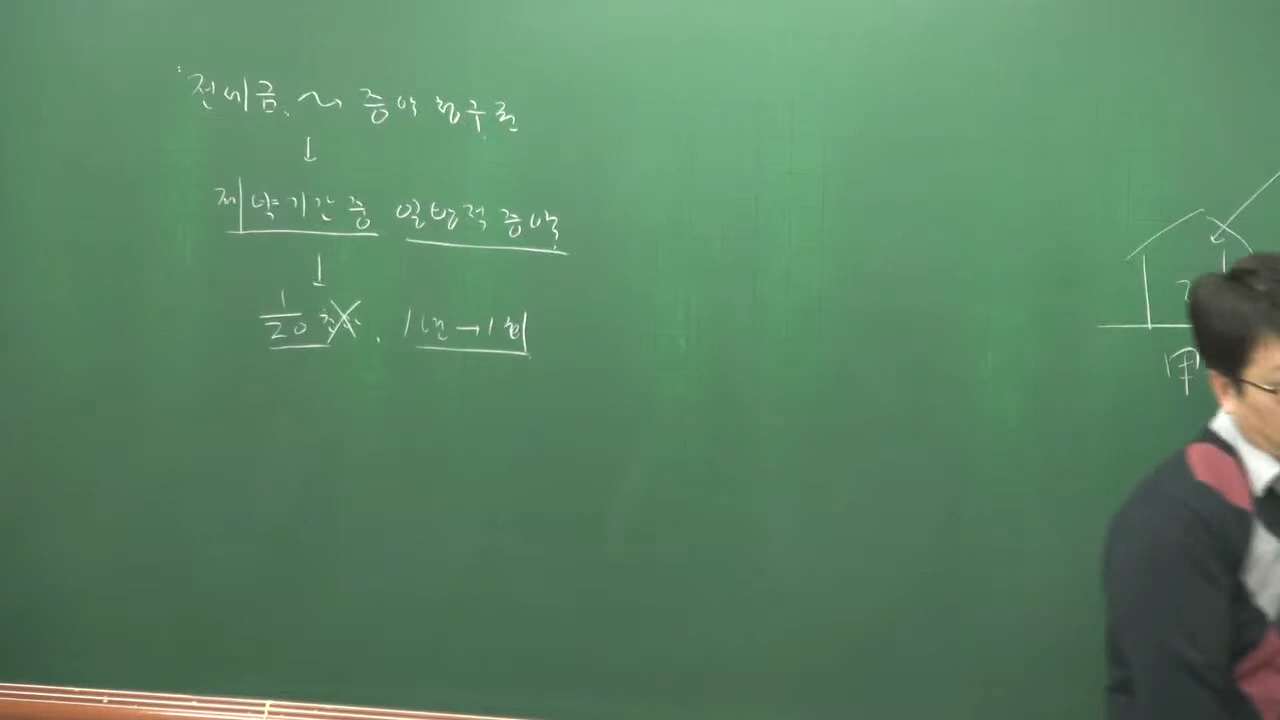 전세금 ~> 증액 청구권
↓
계약기간 중 일방적 증액
↓
1/20 초과 . 1년 → 1회
甲